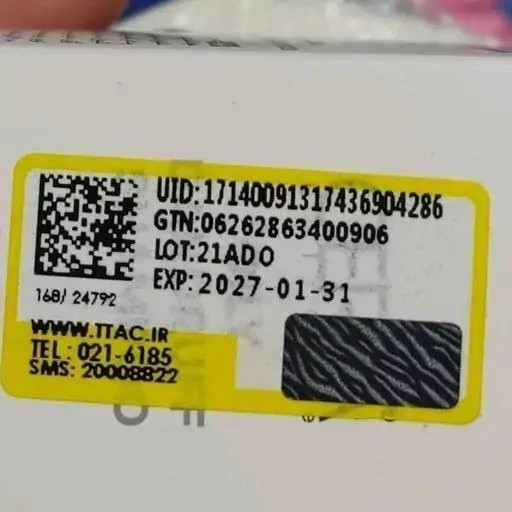 UID:17140091317436904286
GTN:06262863400906
LOT:21ADO
EXP: 2027-01-31
168/ 24792
WWW.TTAC.IR
TEL: 021-6185
SMS: 20008822